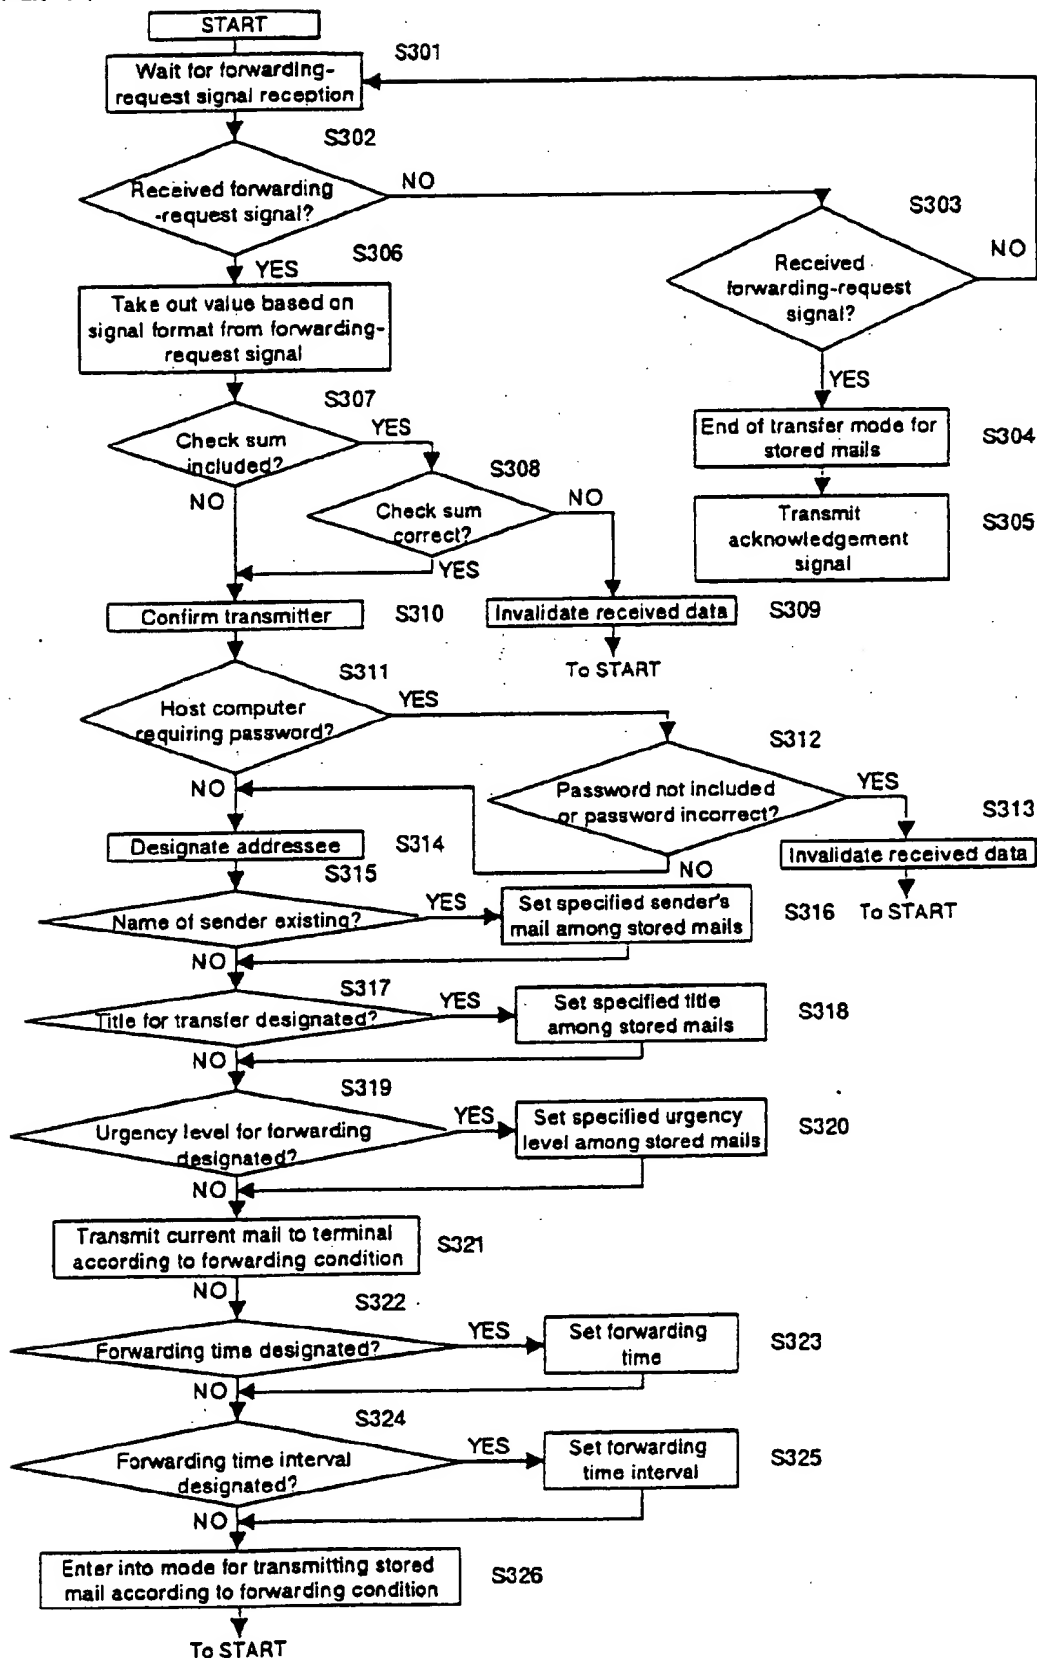 START
S301
Wait for forwarding-
request signal reception
S302
Received forwarding
-request signal?
NO
S303
Received
forwarding-request
signal?
NO
YES
S306
YES
Take out value based on
signal format from forwarding-
request signal
End of transfer mode for
stored mails
S304
Transmit
acknowledgement
signal
S305
S307
Check sum
included?
YES
NO
S308
Check sum
correct?
NO
YES
Confirm transmitter
S310
Invalidate received data
S309
To START
S311
Host computer
requiring password?
YES
NO
S312
Password not included
or password incorrect?
YES
NO
S313
Invalidate received data
To START
Designate addressee
S314
S315
Name of sender existing?
YES
NO
Set specified sender's
mail among stored mails
S316
S317
Title for transfer designated?
YES
NO
Set specified title
among stored mails
S318
S319
Urgency level for forwarding
designated?
YES
NO
Set specified urgency
level among stored mails
S320
Transmit current mail to terminal
according to forwarding condition
S321
NO
S322
Forwarding time designated?
YES
NO
Set forwarding
time
S323
S324
Forwarding time interval
designated?
YES
NO
Set forwarding
time interval
S325
Enter into mode for transmitting stored
mail according to forwarding condition
S326
To START